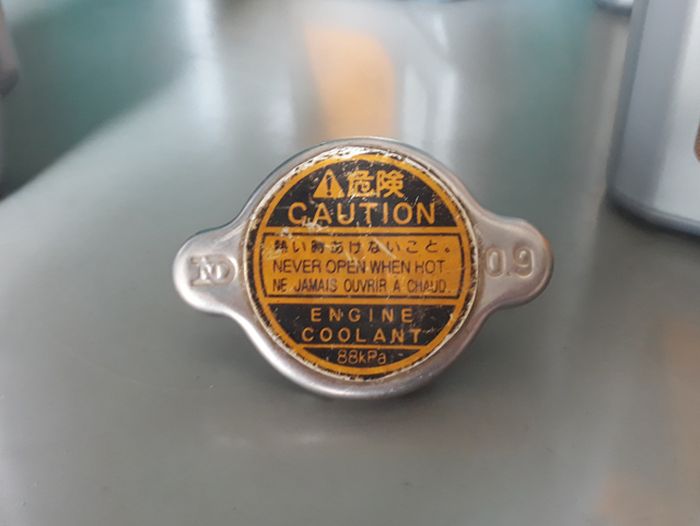 ⚠危険
CAUTION
熱い時あけないこと。
NEVER OPEN WHEN HOT.
NE JAMAIS OUVRIR À CHAUD.
ENGINE
COOLANT
88kPa
ND
0.9